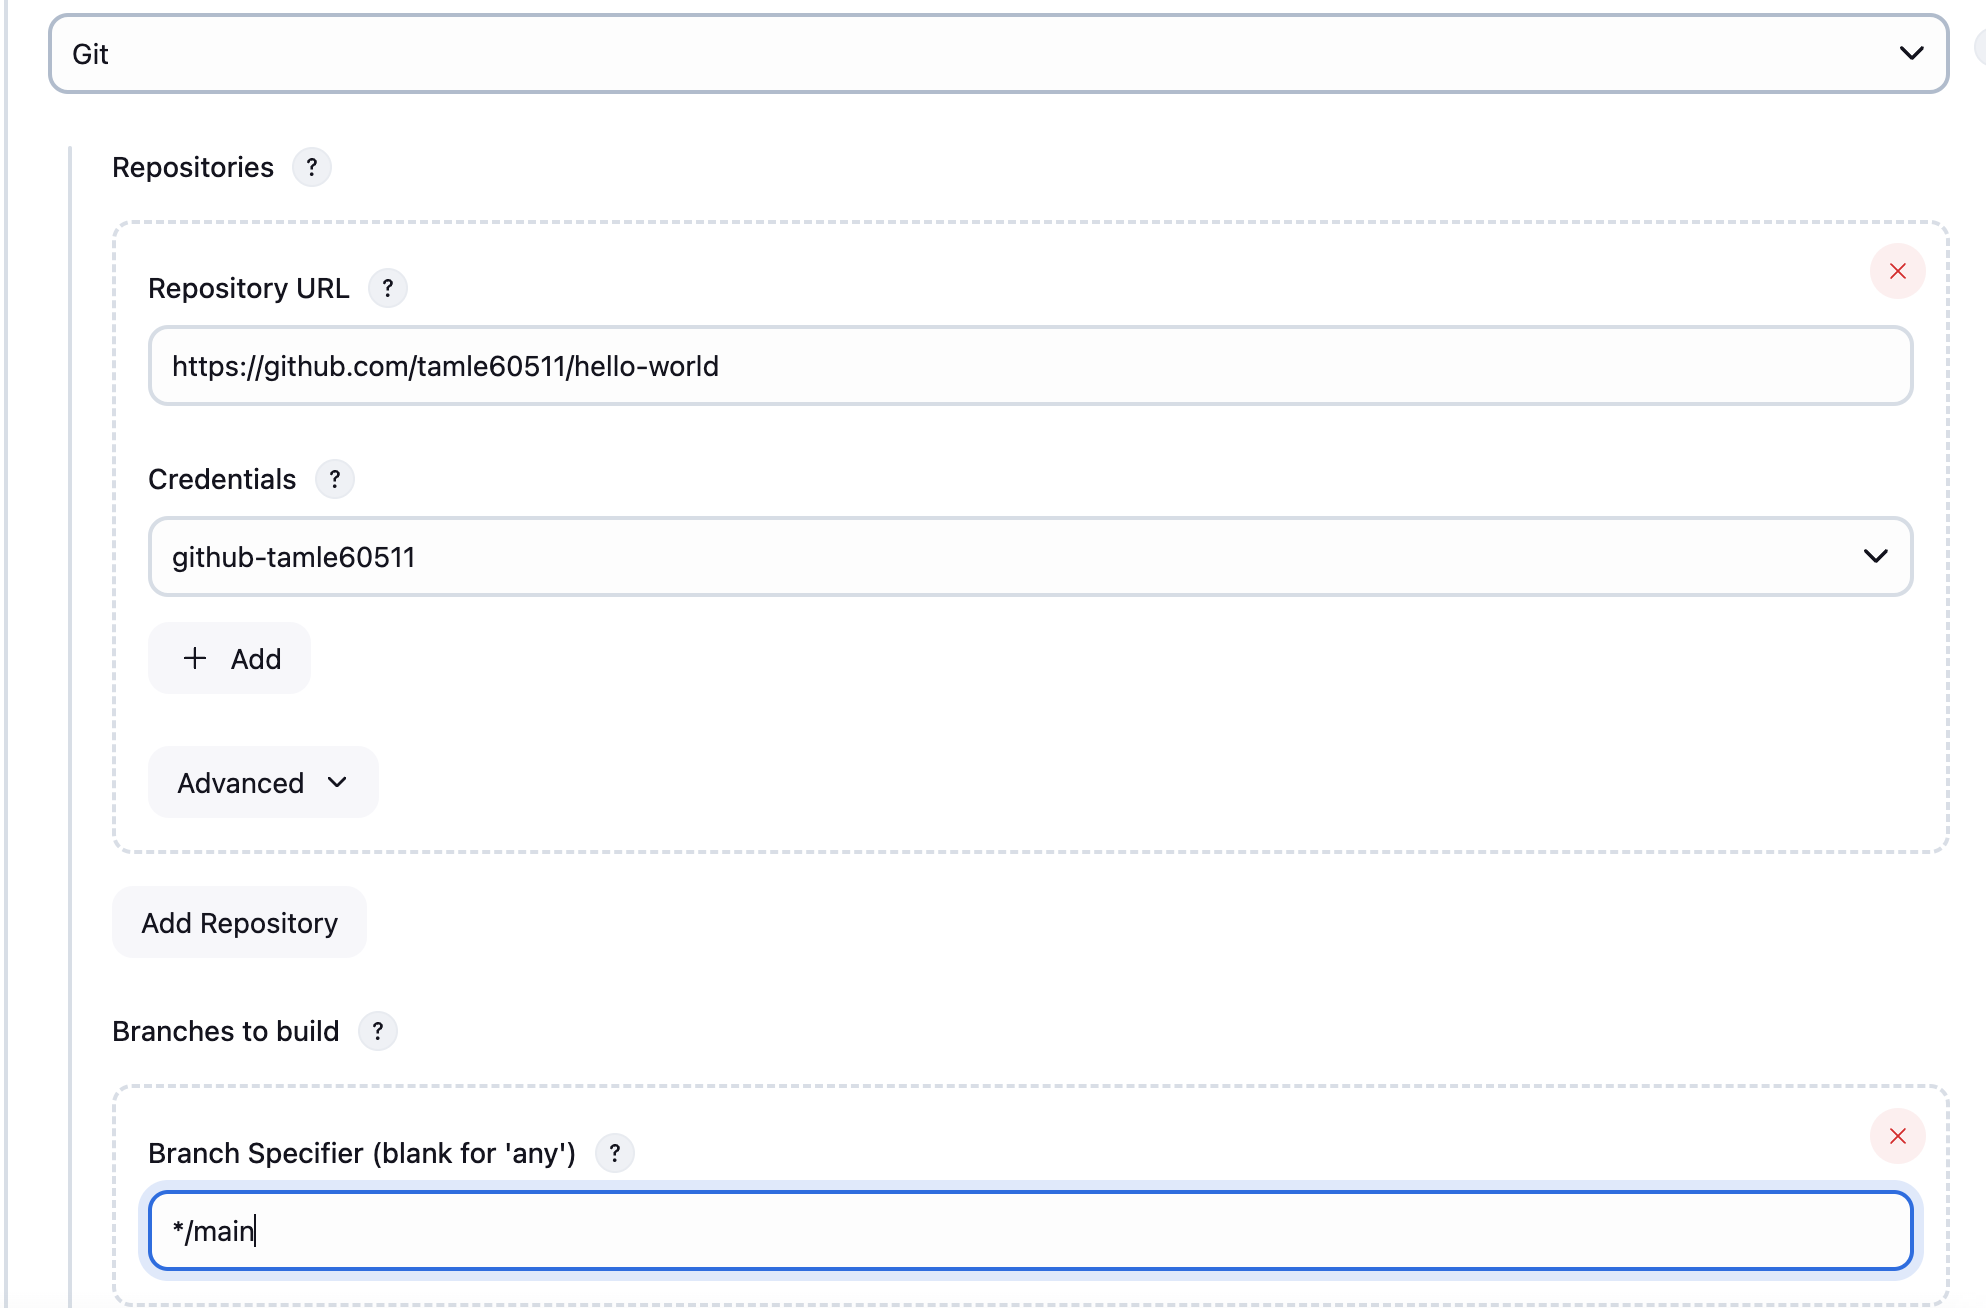 Git
Repositories ?
Repository URL ?
https://github.com/tamle60511/hello-world
Credentials ?
github-tamle60511
+ Add
Advanced
Add Repository
Branches to build ?
Branch Specifier (blank for 'any') ?
*/main